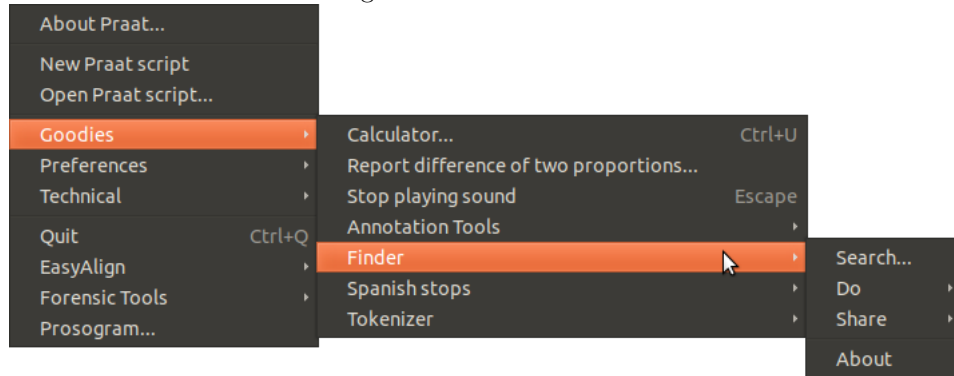 About Praat...
New Praat script
Open Praat script...
Goodies
Preferences
Technical
Quit Ctrl+Q
EasyAlign
Forensic Tools
Prosogram...
Calculator... Ctrl+U
Report difference of two proportions...
Stop playing sound Escape
Annotation Tools
Finder
Spanish stops
Tokenizer
Search...
Do
Share
About